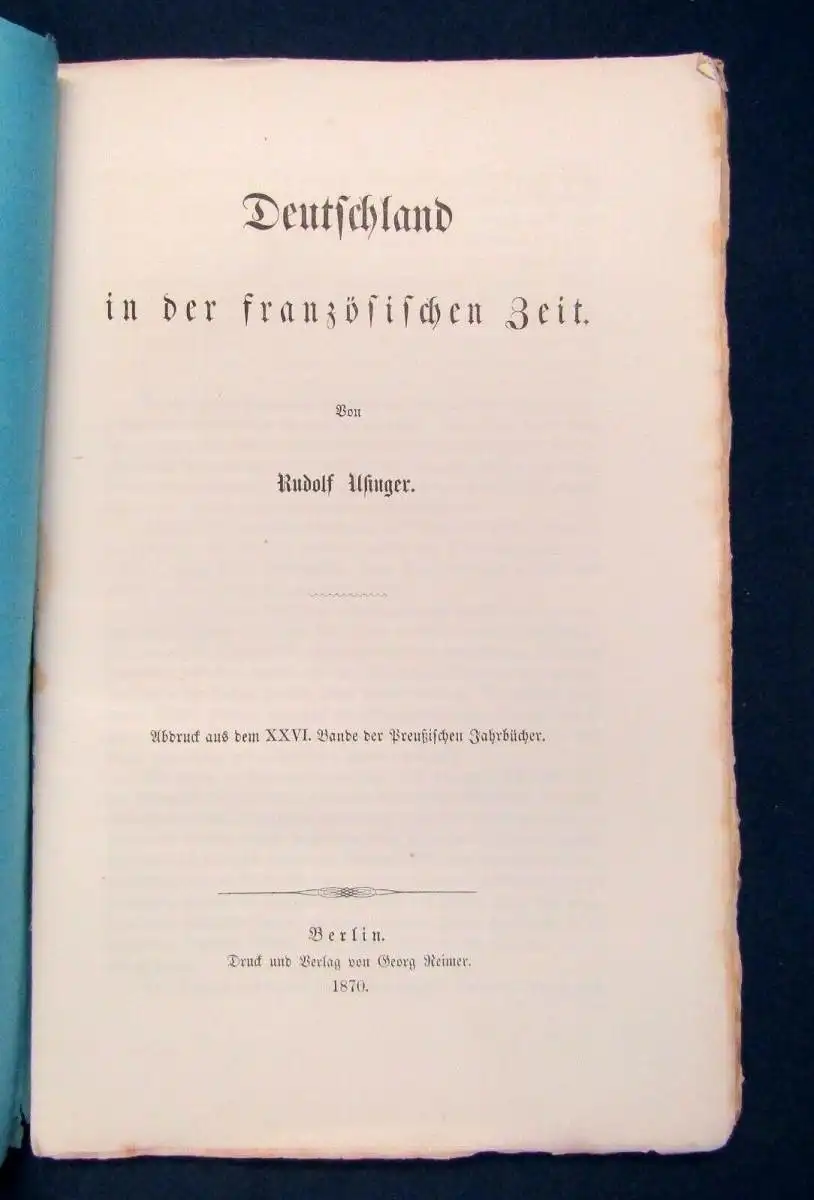 Deutschland
in der französischen Zeit.
Von
Rudolf Usinger.
Abdruck aus dem XXVI. Bande der Preußischen Jahrbücher.
Berlin.
Druck und Verlag von Georg Reimer.
1870.